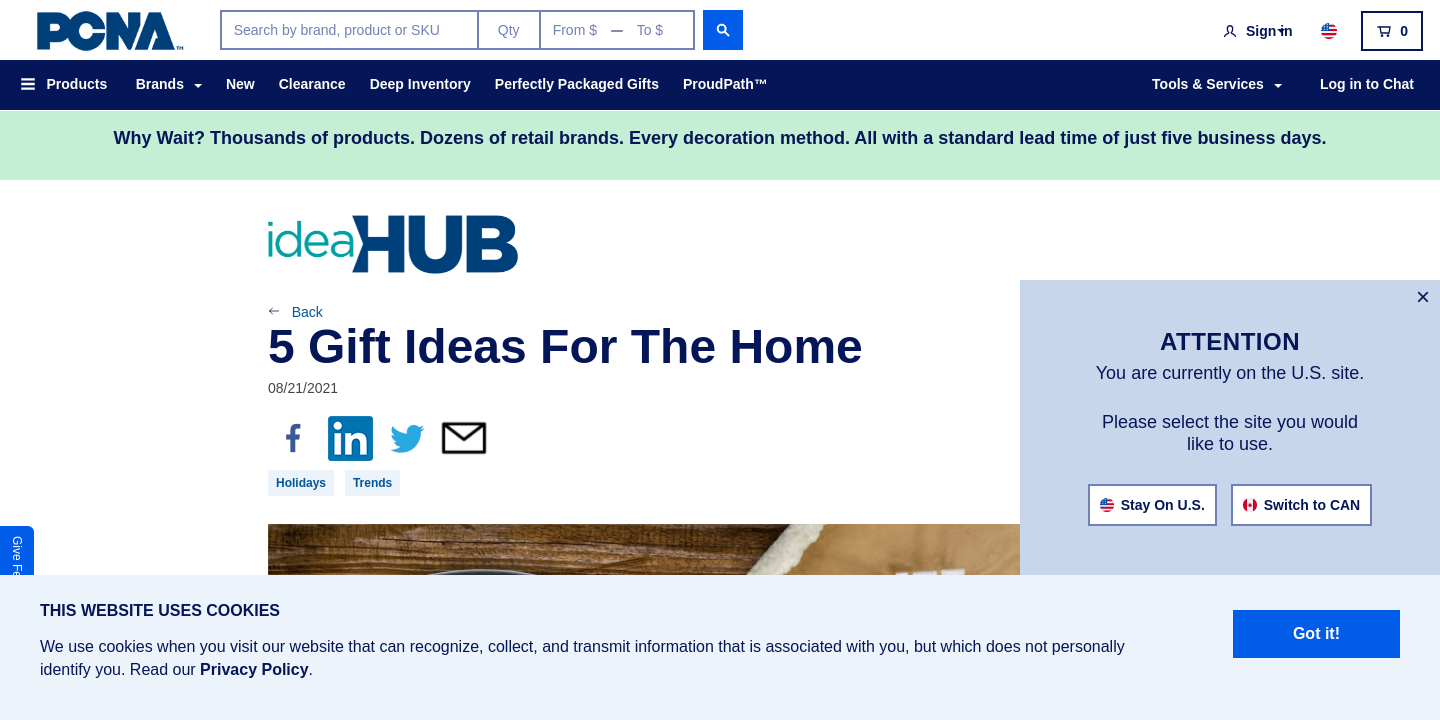 PCNA
TM
Search by brand, product or SKU
Qty
From $ — To $
Sign In
0
Products
Brands
New
Clearance
Deep Inventory
Perfectly Packaged Gifts
ProudPath™
Tools & Services
Log in to Chat
Why Wait? Thousands of products. Dozens of retail brands. Every decoration method. All with a standard lead time of just five business days.
ideaHUB
Back
5 Gift Ideas For The Home
08/21/2021
f
in
Holidays
Trends
×
ATTENTION
You are currently on the U.S. site.
Please select the site you would
like to use.
Stay On U.S.
Switch to CAN
Give
THIS WEBSITE USES COOKIES
We use cookies when you visit our website that can recognize, collect, and transmit information that is associated with you, but which does not personally
identify you. Read our Privacy Policy.
Got it!